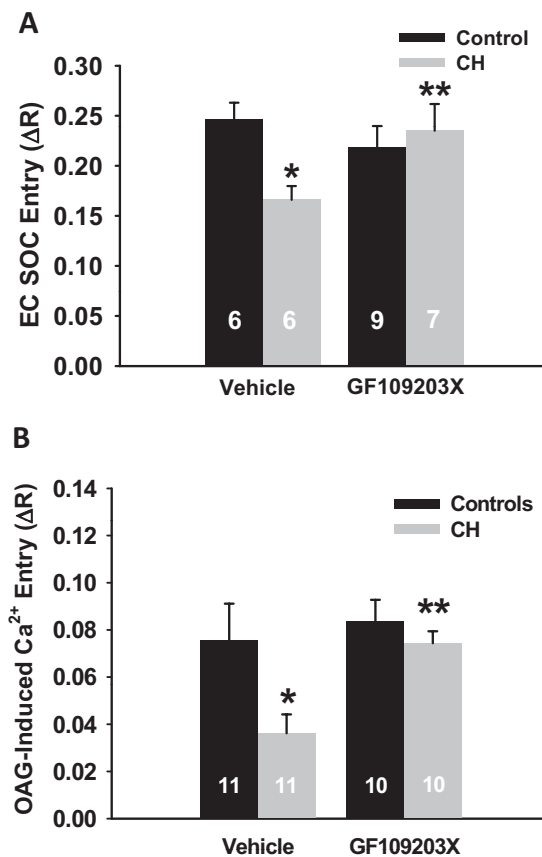 A
Control
CH
EC SOC Entry (ΔR)
0.30
0.25
0.20
0.15
0.10
0.05
0.00
*
**
6
6
9
7
Vehicle
GF109203X
B
Controls
CH
OAG-Induced Ca²⁺ Entry (ΔR)
0.14
0.12
0.10
0.08
0.06
0.04
0.02
0.00
*
**
11
11
10
10
Vehicle
GF109203X